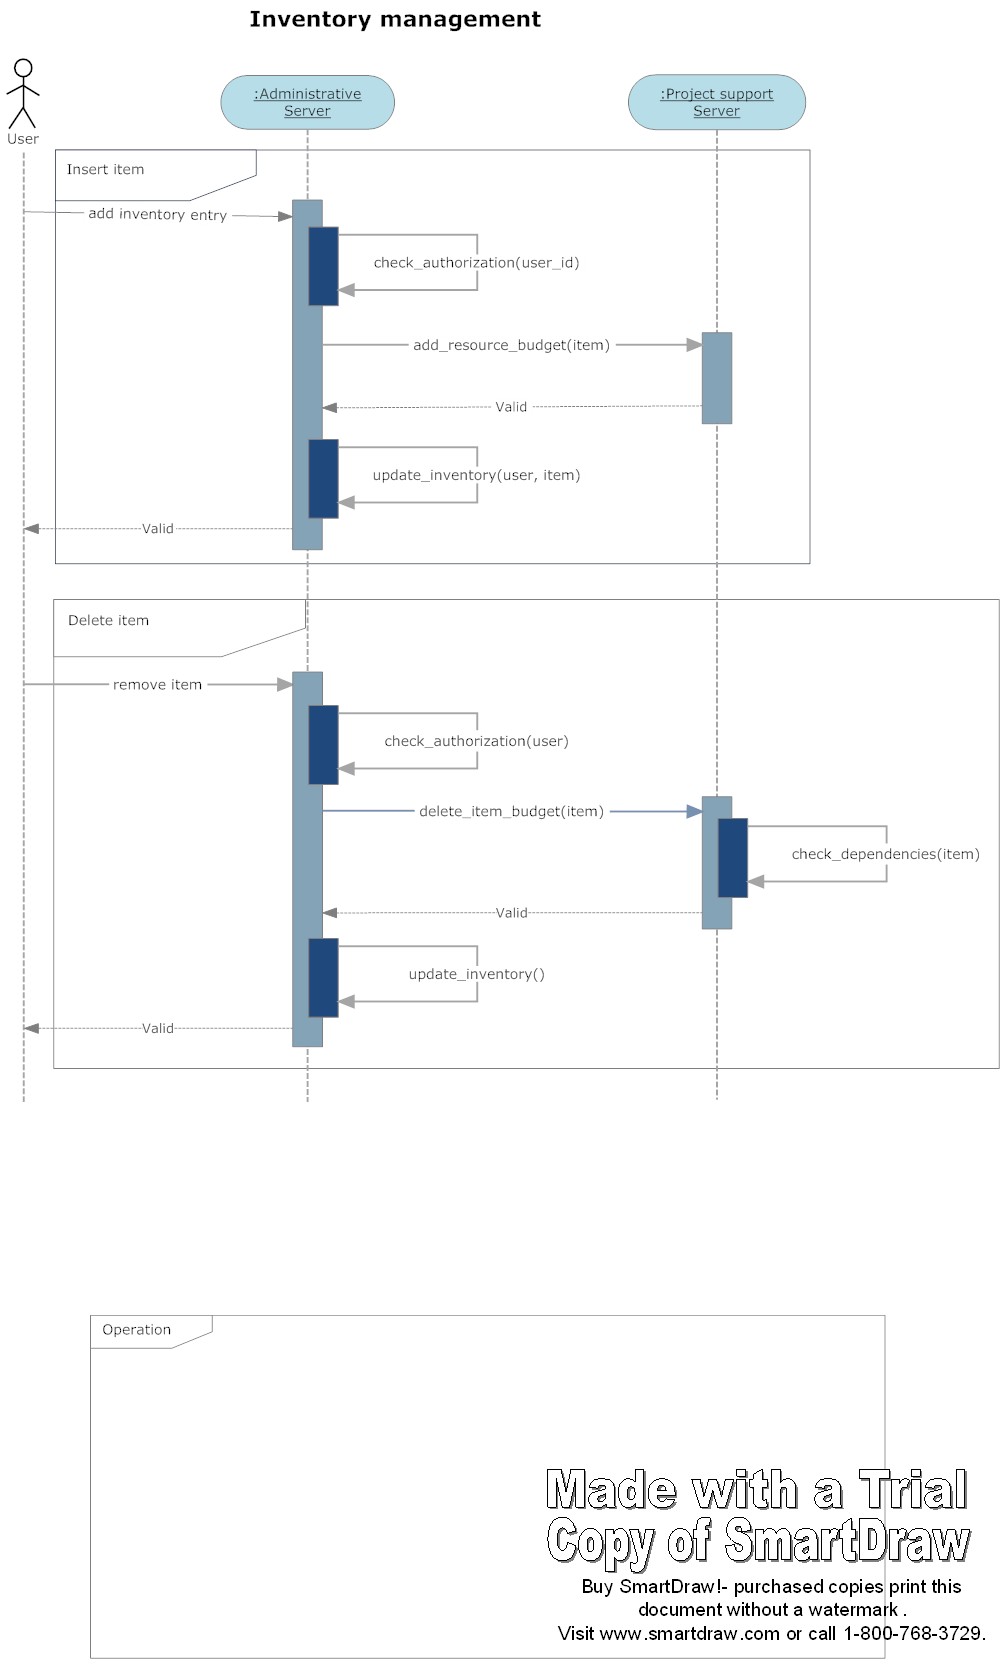 Inventory management
:Administrative
Server
:Project support
Server
User
Insert item
add inventory entry
check_authorization(user_id)
add_resource_budget(item)
Valid
update_inventory(user, item)
Valid
Delete item
remove item
check_authorization(user)
delete_item_budget(item)
check_dependencies(item)
Valid
update_inventory()
Valid
Operation
Made with a Trial
Copy of SmartDraw
Buy SmartDraw!- purchased copies print this
document without a watermark .
Visit www.smartdraw.com or call 1-800-768-3729.